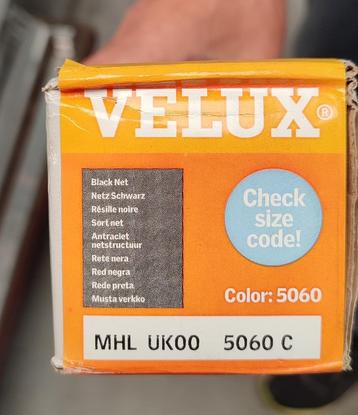 VELUX®
Black Net
Netz Schwarz
Résille noire
Sort net
Antraciet
netstructuur
Rete nera
Red negra
Rede preta
Musta verkko
Check
size
code!
Color: 5060
MHL UK00 5060 C